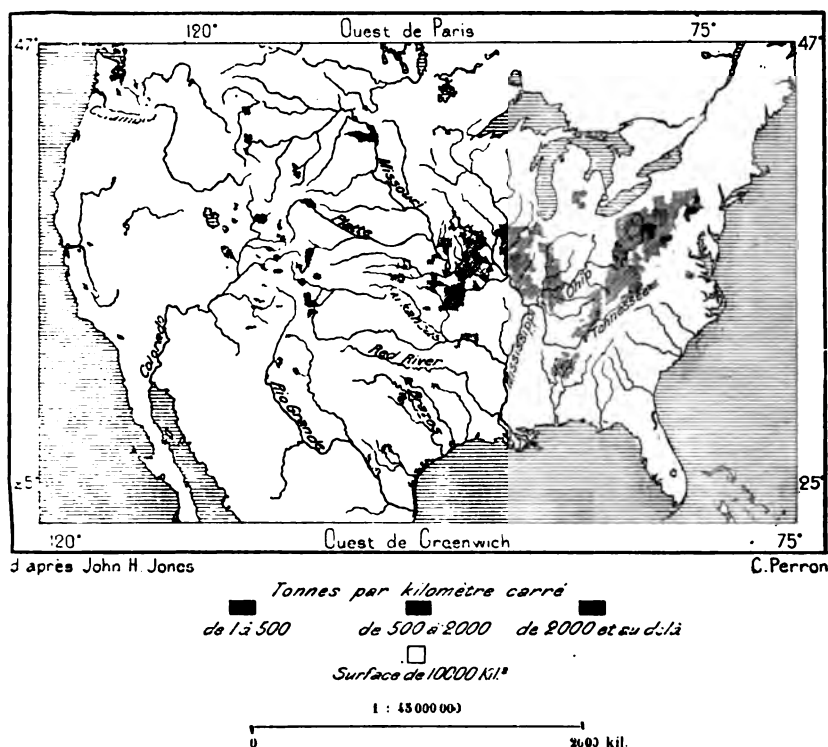 Ouest de Paris
120° 75°
47° 47°
Missouri
Platte
Ohio
Arkansas
Tennessee
Mississippi
Colorado
Red River
Brazos
Rio Grande
25° 25°
120° Ouest de Greenwich 75°
d'après John H. Jones C. Perron
Tonnes par kilomètre carré
de 1 à 500 de 500 à 2000 de 2000 et au delà
Surface de 10000 Kil.²
1 : 45 000 000
0 2000 kil.